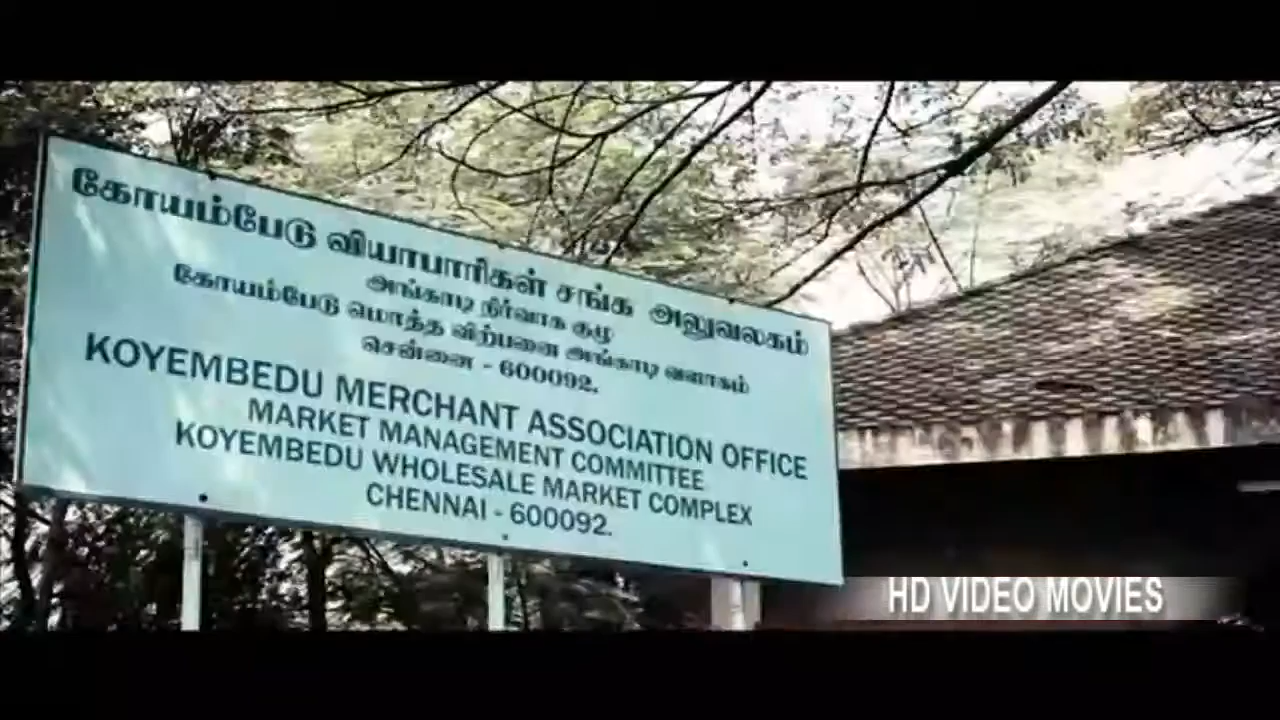 கோயம்பேடு வியாபாரிகள் சங்க அலுவலகம்
அங்காடி நிர்வாக குழு
கோயம்பேடு மொத்த விற்பனை அங்காடி வளாகம்
சென்னை - 600092.
KOYEMBEDU MERCHANT ASSOCIATION OFFICE
MARKET MANAGEMENT COMMITTEE
KOYEMBEDU WHOLESALE MARKET COMPLEX
CHENNAI - 600092.
HD VIDEO MOVIES